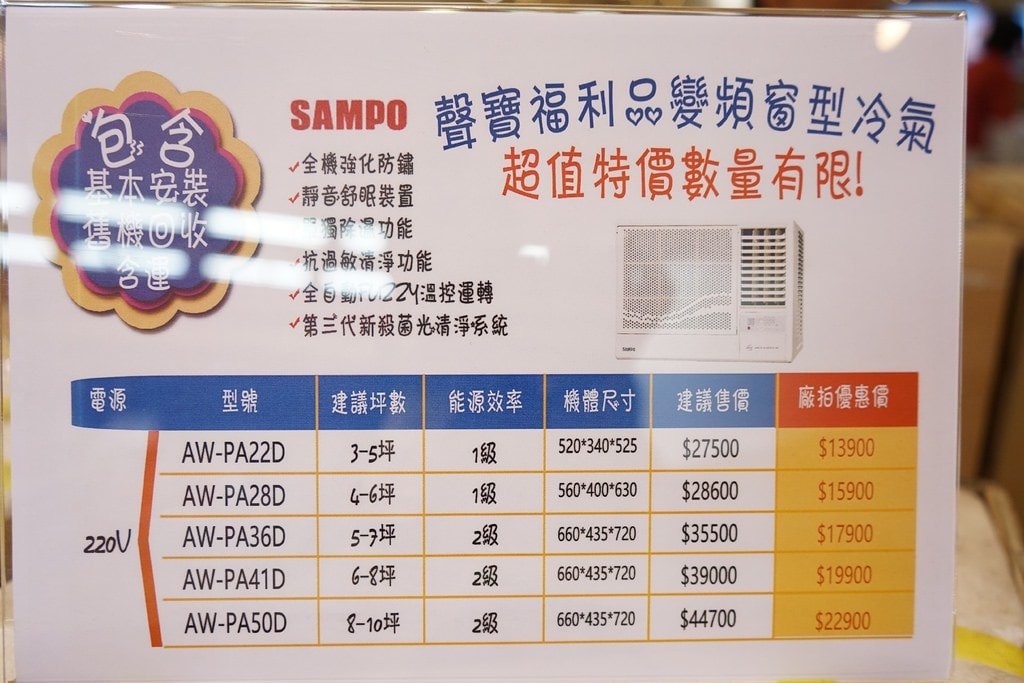 包含
基本安裝
舊機回收
含運
SAMPO
聲寶福利品變頻窗型冷氣
超值特價數量有限!
全機強化防鏽
靜音舒眠裝置
除濕功能
抗過敏清淨功能
全自動FUZZY溫控運轉
第三代新殺菌光清淨系統
SAMPO
電源 型號 建議坪數 能源效率 機體尺寸 建議售價 廠拍優惠價
220V
AW-PA22D 3-5坪 1級 520*340*525 $27500 $13900
AW-PA28D 4-6坪 1級 560*400*630 $28600 $15900
AW-PA36D 5-7坪 2級 660*435*720 $35500 $17900
AW-PA41D 6-8坪 2級 660*435*720 $39000 $19900
AW-PA50D 8-10坪 2級 660*435*720 $44700 $22900